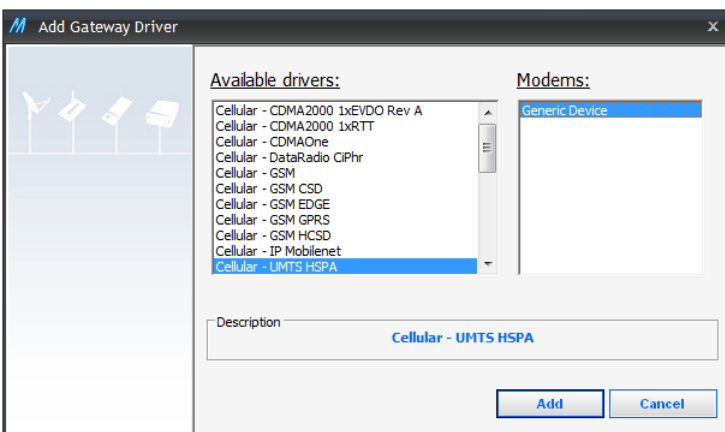 Add Gateway Driver
x
Available drivers:
Modems:
Cellular - CDMA2000 1xEVDO Rev A
Cellular - CDMA2000 1xRTT
Cellular - CDMAOne
Cellular - DataRadio CiPhr
Cellular - GSM
Cellular - GSM CSD
Cellular - GSM EDGE
Cellular - GSM GPRS
Cellular - GSM HCSD
Cellular - IP Mobilenet
Cellular - UMTS HSPA
Generic Device
Description
Cellular - UMTS HSPA
Add
Cancel